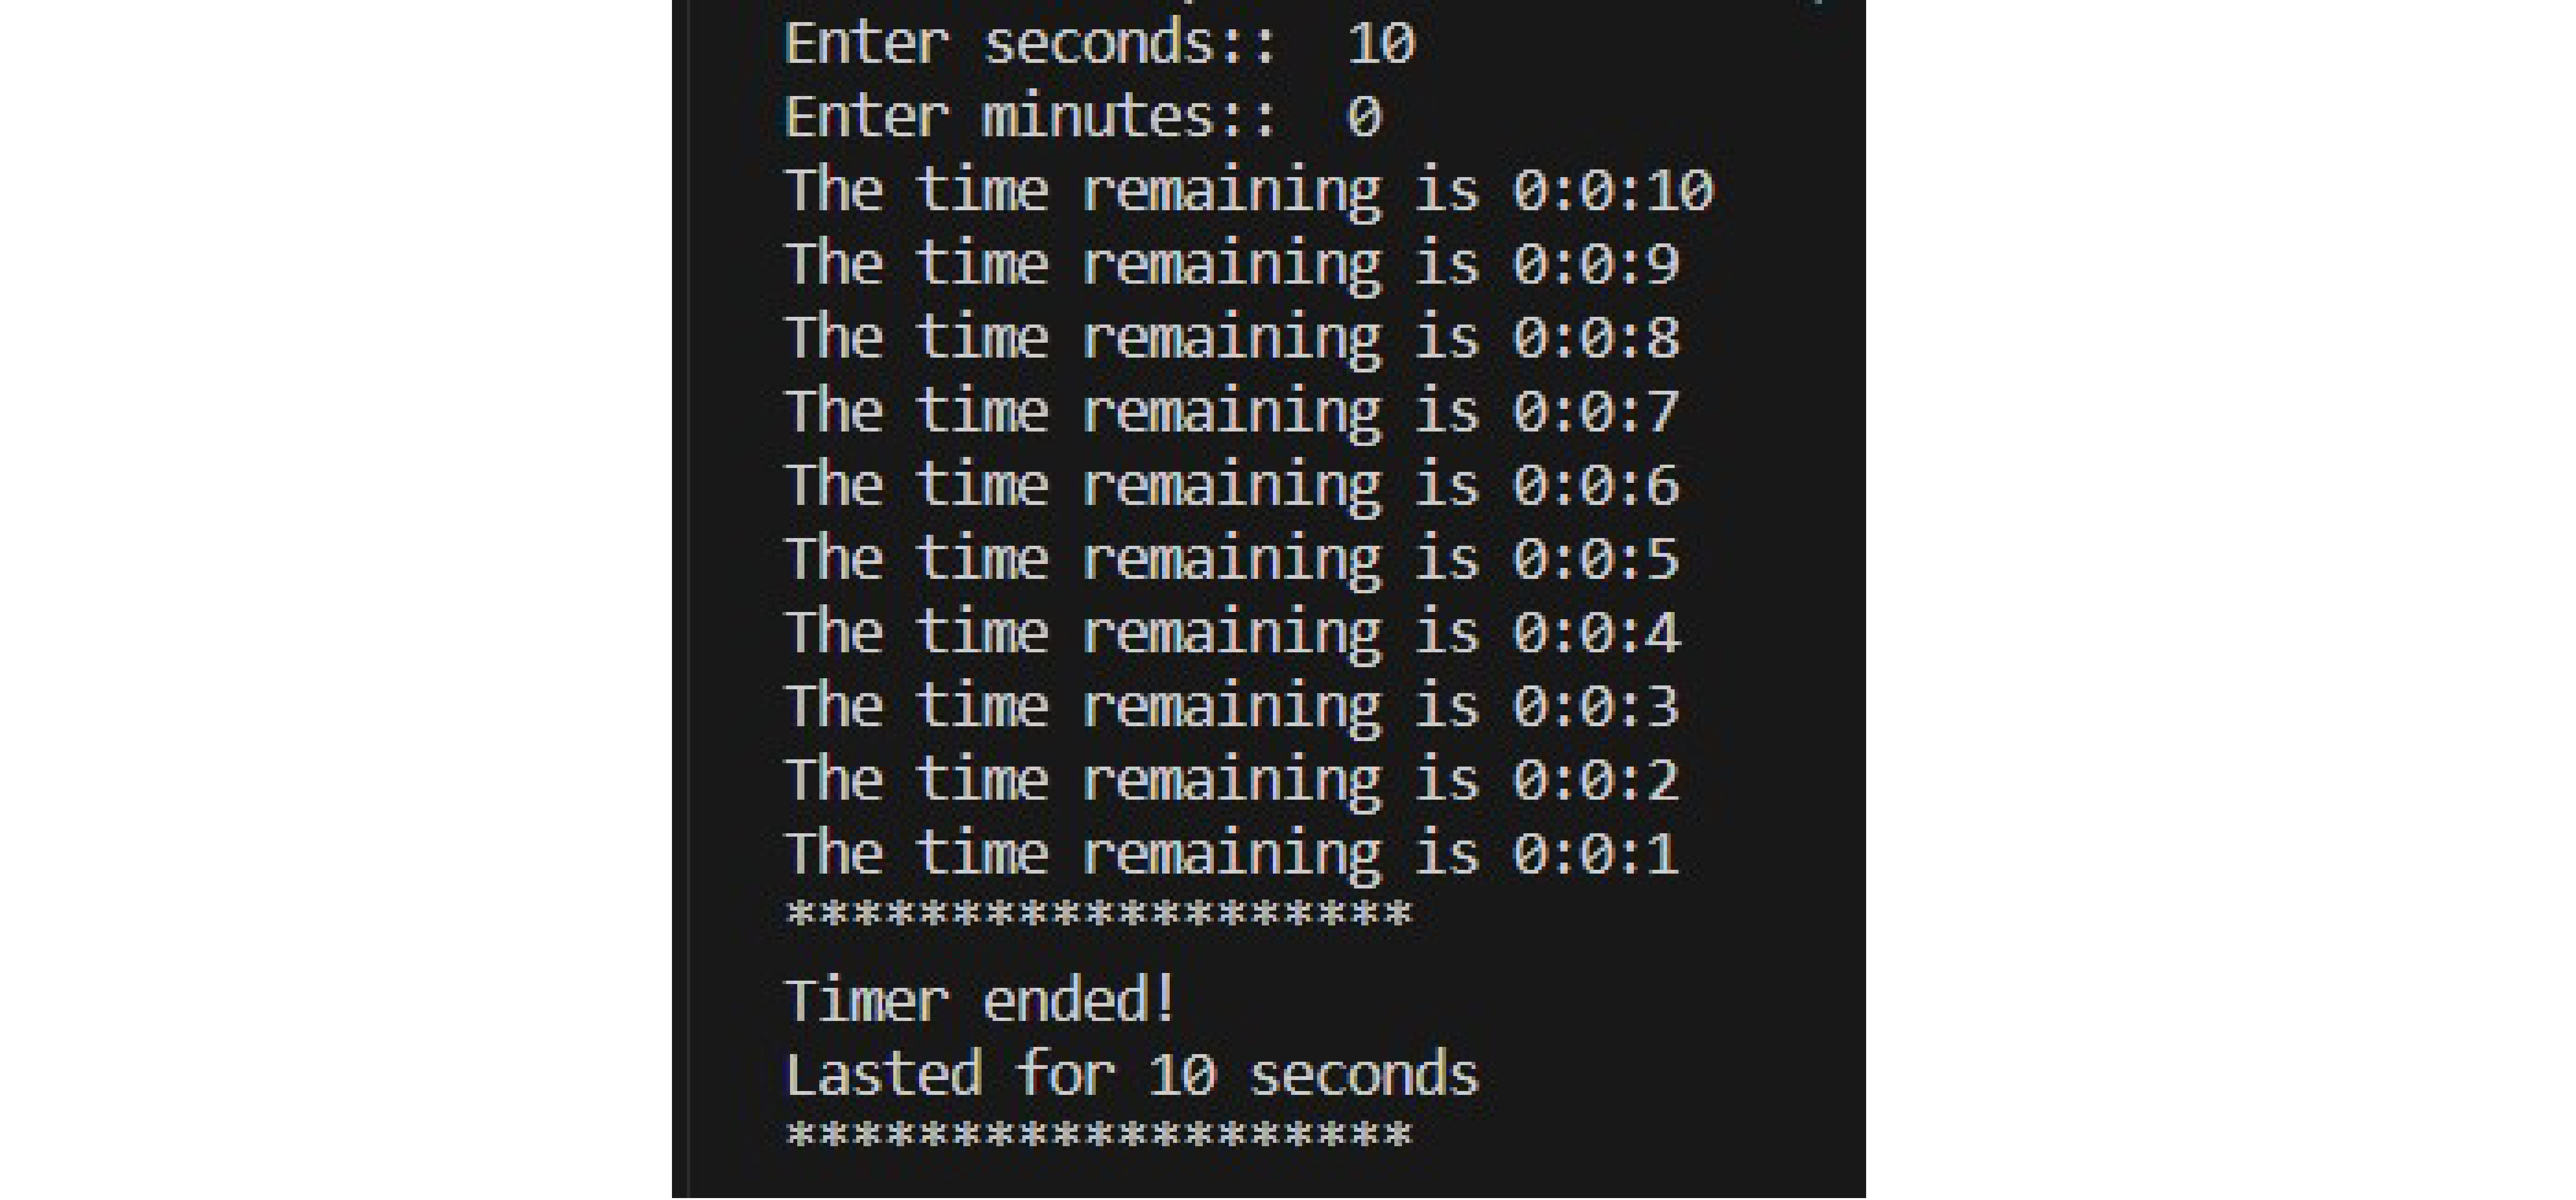 Enter seconds::  10
Enter minutes::  0
The time remaining is 0:0:10
The time remaining is 0:0:9
The time remaining is 0:0:8
The time remaining is 0:0:7
The time remaining is 0:0:6
The time remaining is 0:0:5
The time remaining is 0:0:4
The time remaining is 0:0:3
The time remaining is 0:0:2
The time remaining is 0:0:1
*******************
Timer ended!
Lasted for 10 seconds
*******************